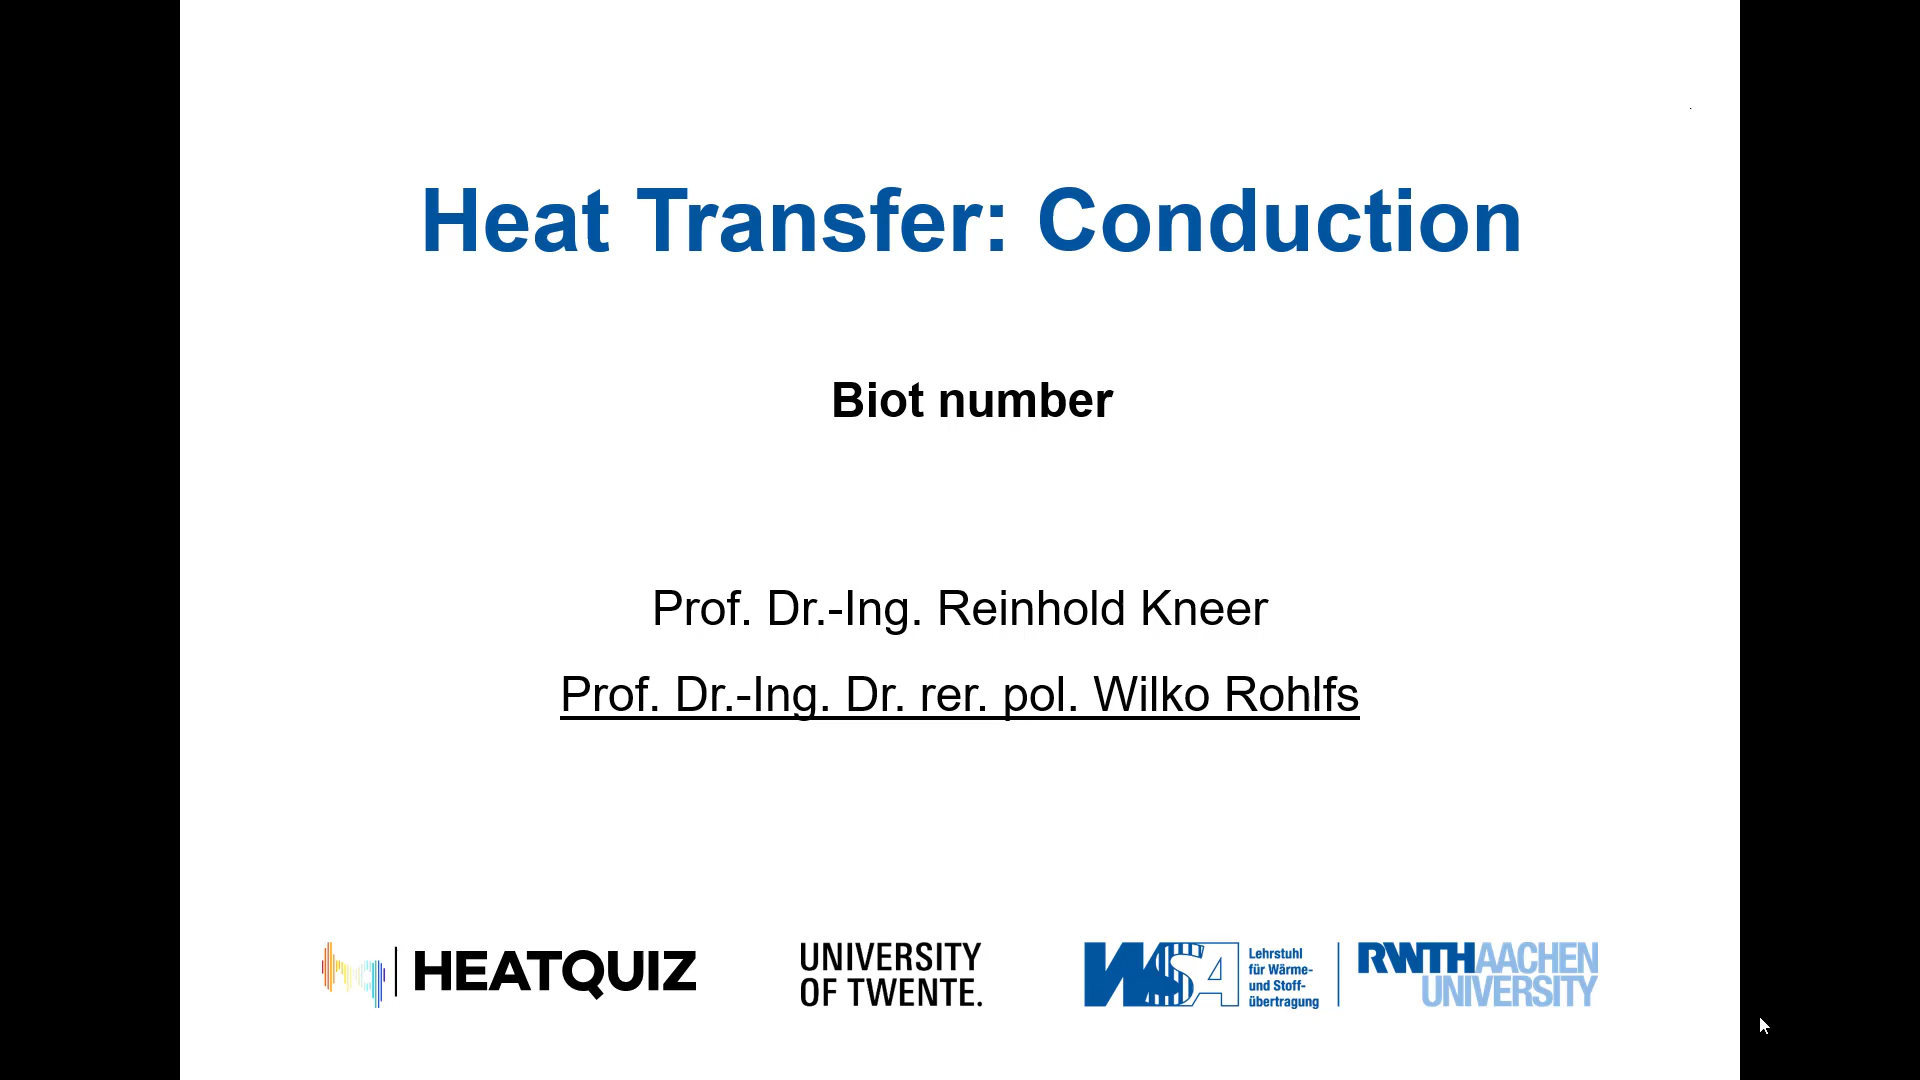 Heat Transfer: Conduction
Biot number
Prof. Dr.-Ing. Reinhold Kneer
Prof. Dr.-Ing. Dr. rer. pol. Wilko Rohlfs
HEATQUIZ
UNIVERSITY
OF TWENTE.
WSA
Lehrstuhl
für Wärme-
und Stoff-
übertragung
RWTHAACHEN
UNIVERSITY